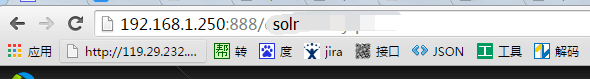 192.168.1.250:888/ solr
应用 http://119.29.232.... 转 度 jira 接口 JSON 工具 解码